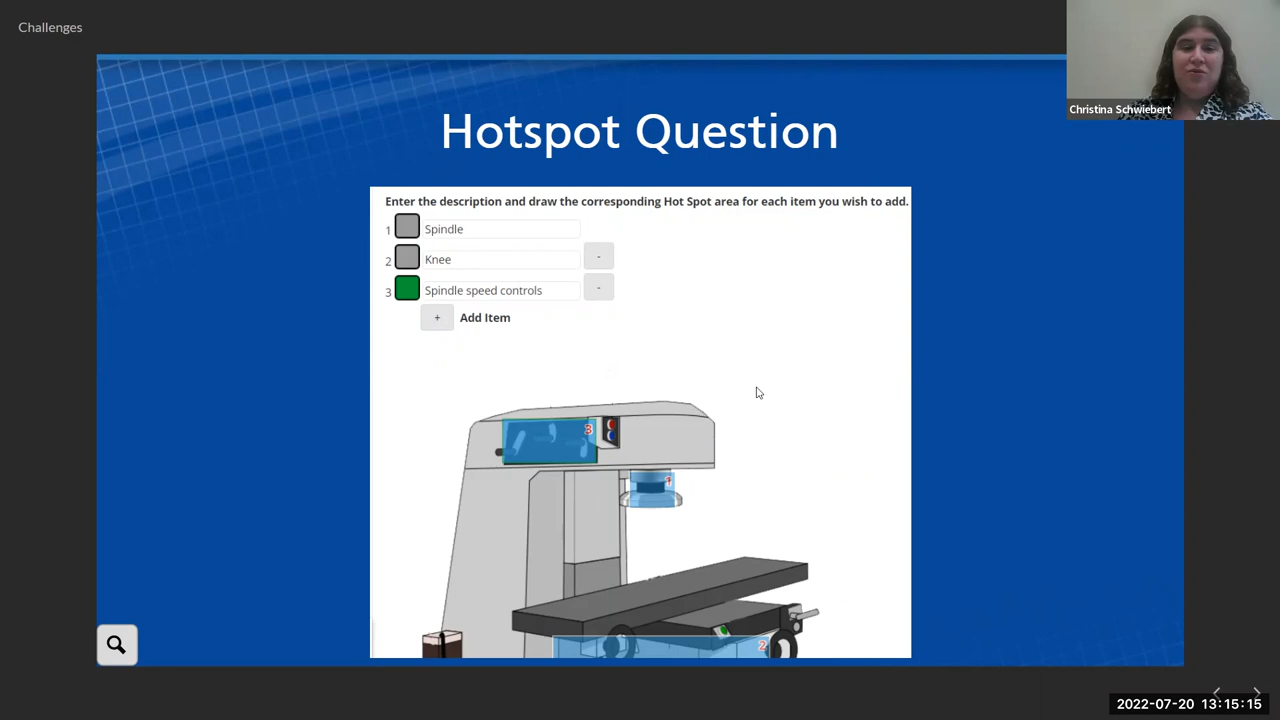 Challenges
Christina Schwiebert
Hotspot Question
Enter the description and draw the corresponding Hot Spot area for each item you wish to add.
1 Spindle
2 Knee -
3 Spindle speed controls -
+ Add Item
3
1
2
2022-07-20 13:15:15